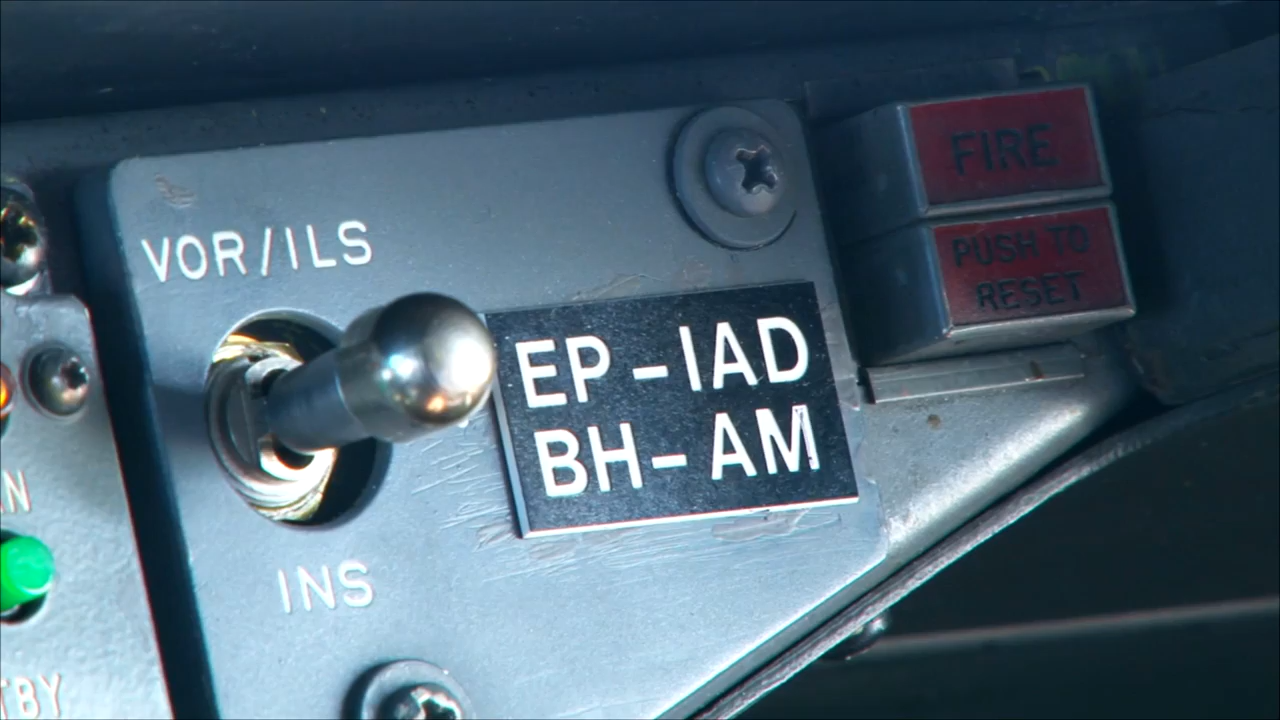 VOR/ILS
FIRE
PUSH TO
RESET
EP-IAD
BH-AM
INS